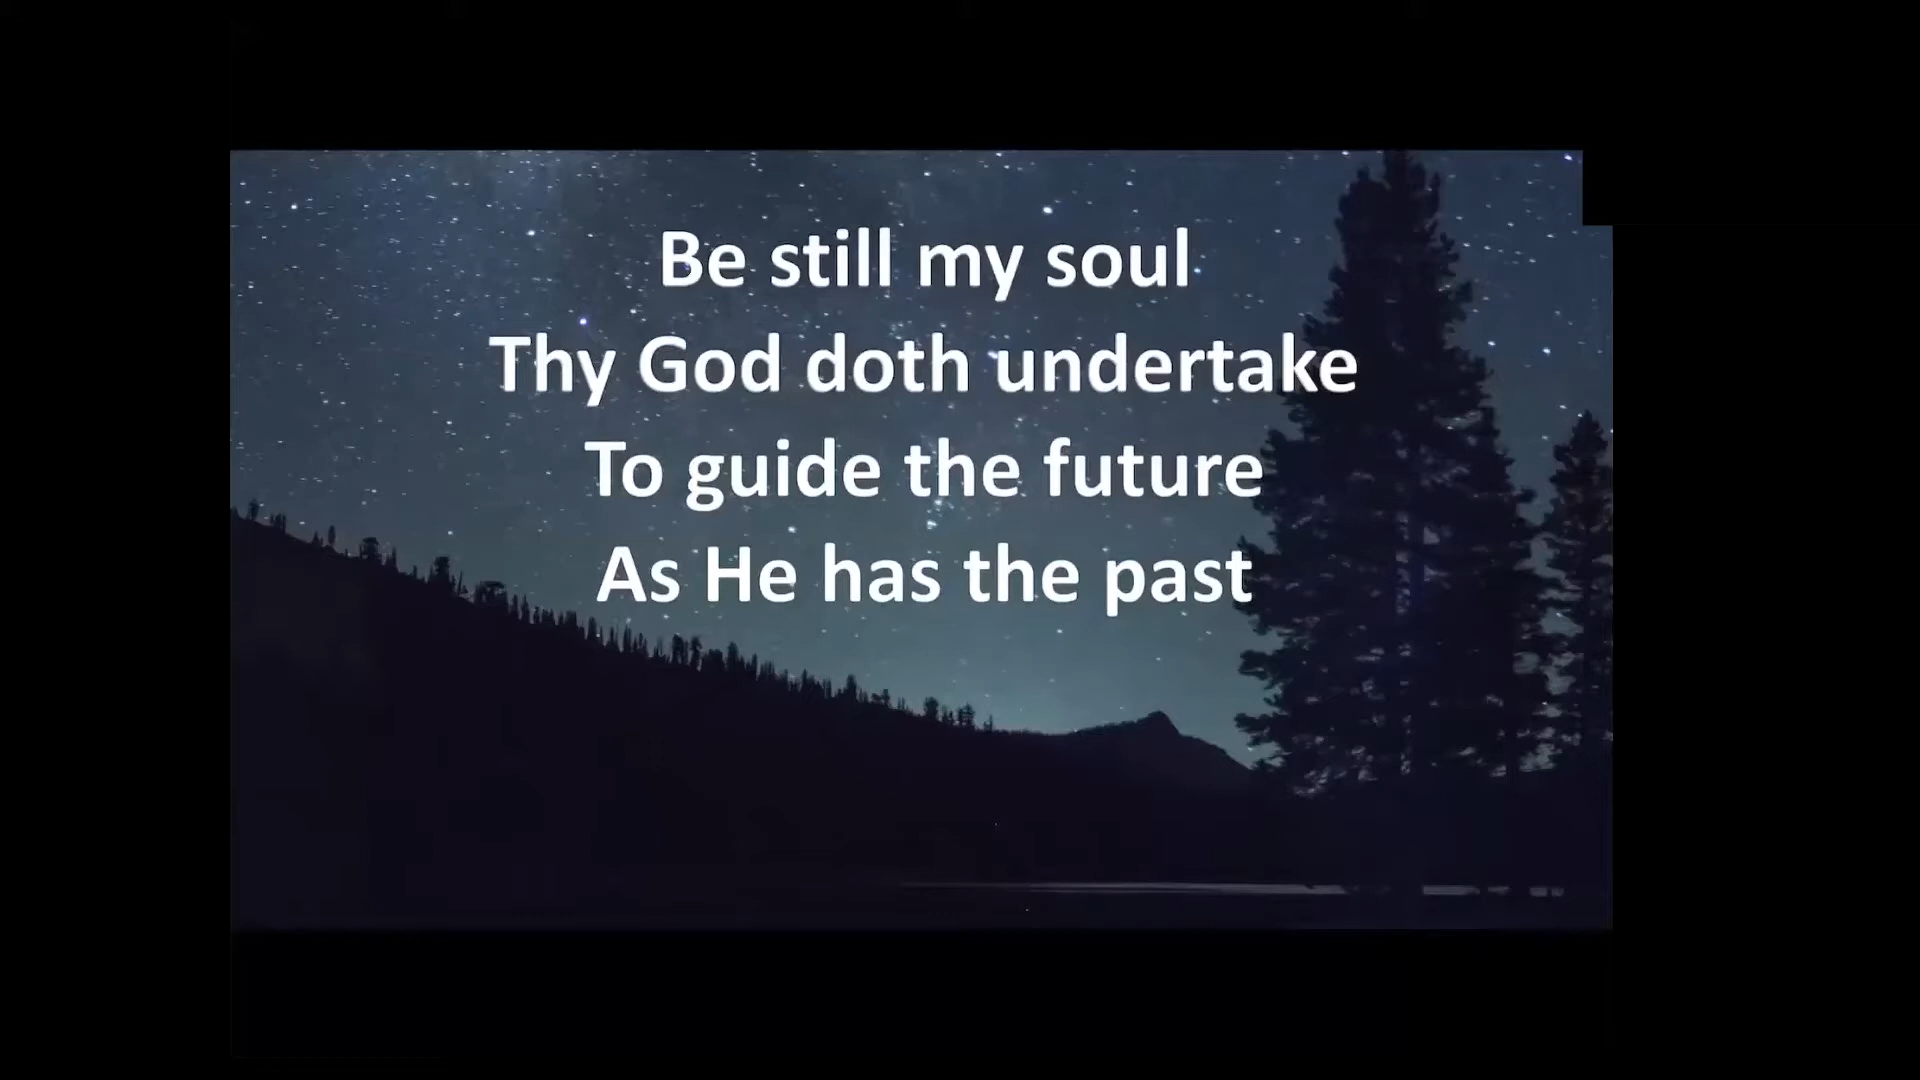 Be still my soul
Thy God doth undertake
To guide the future
As He has the past